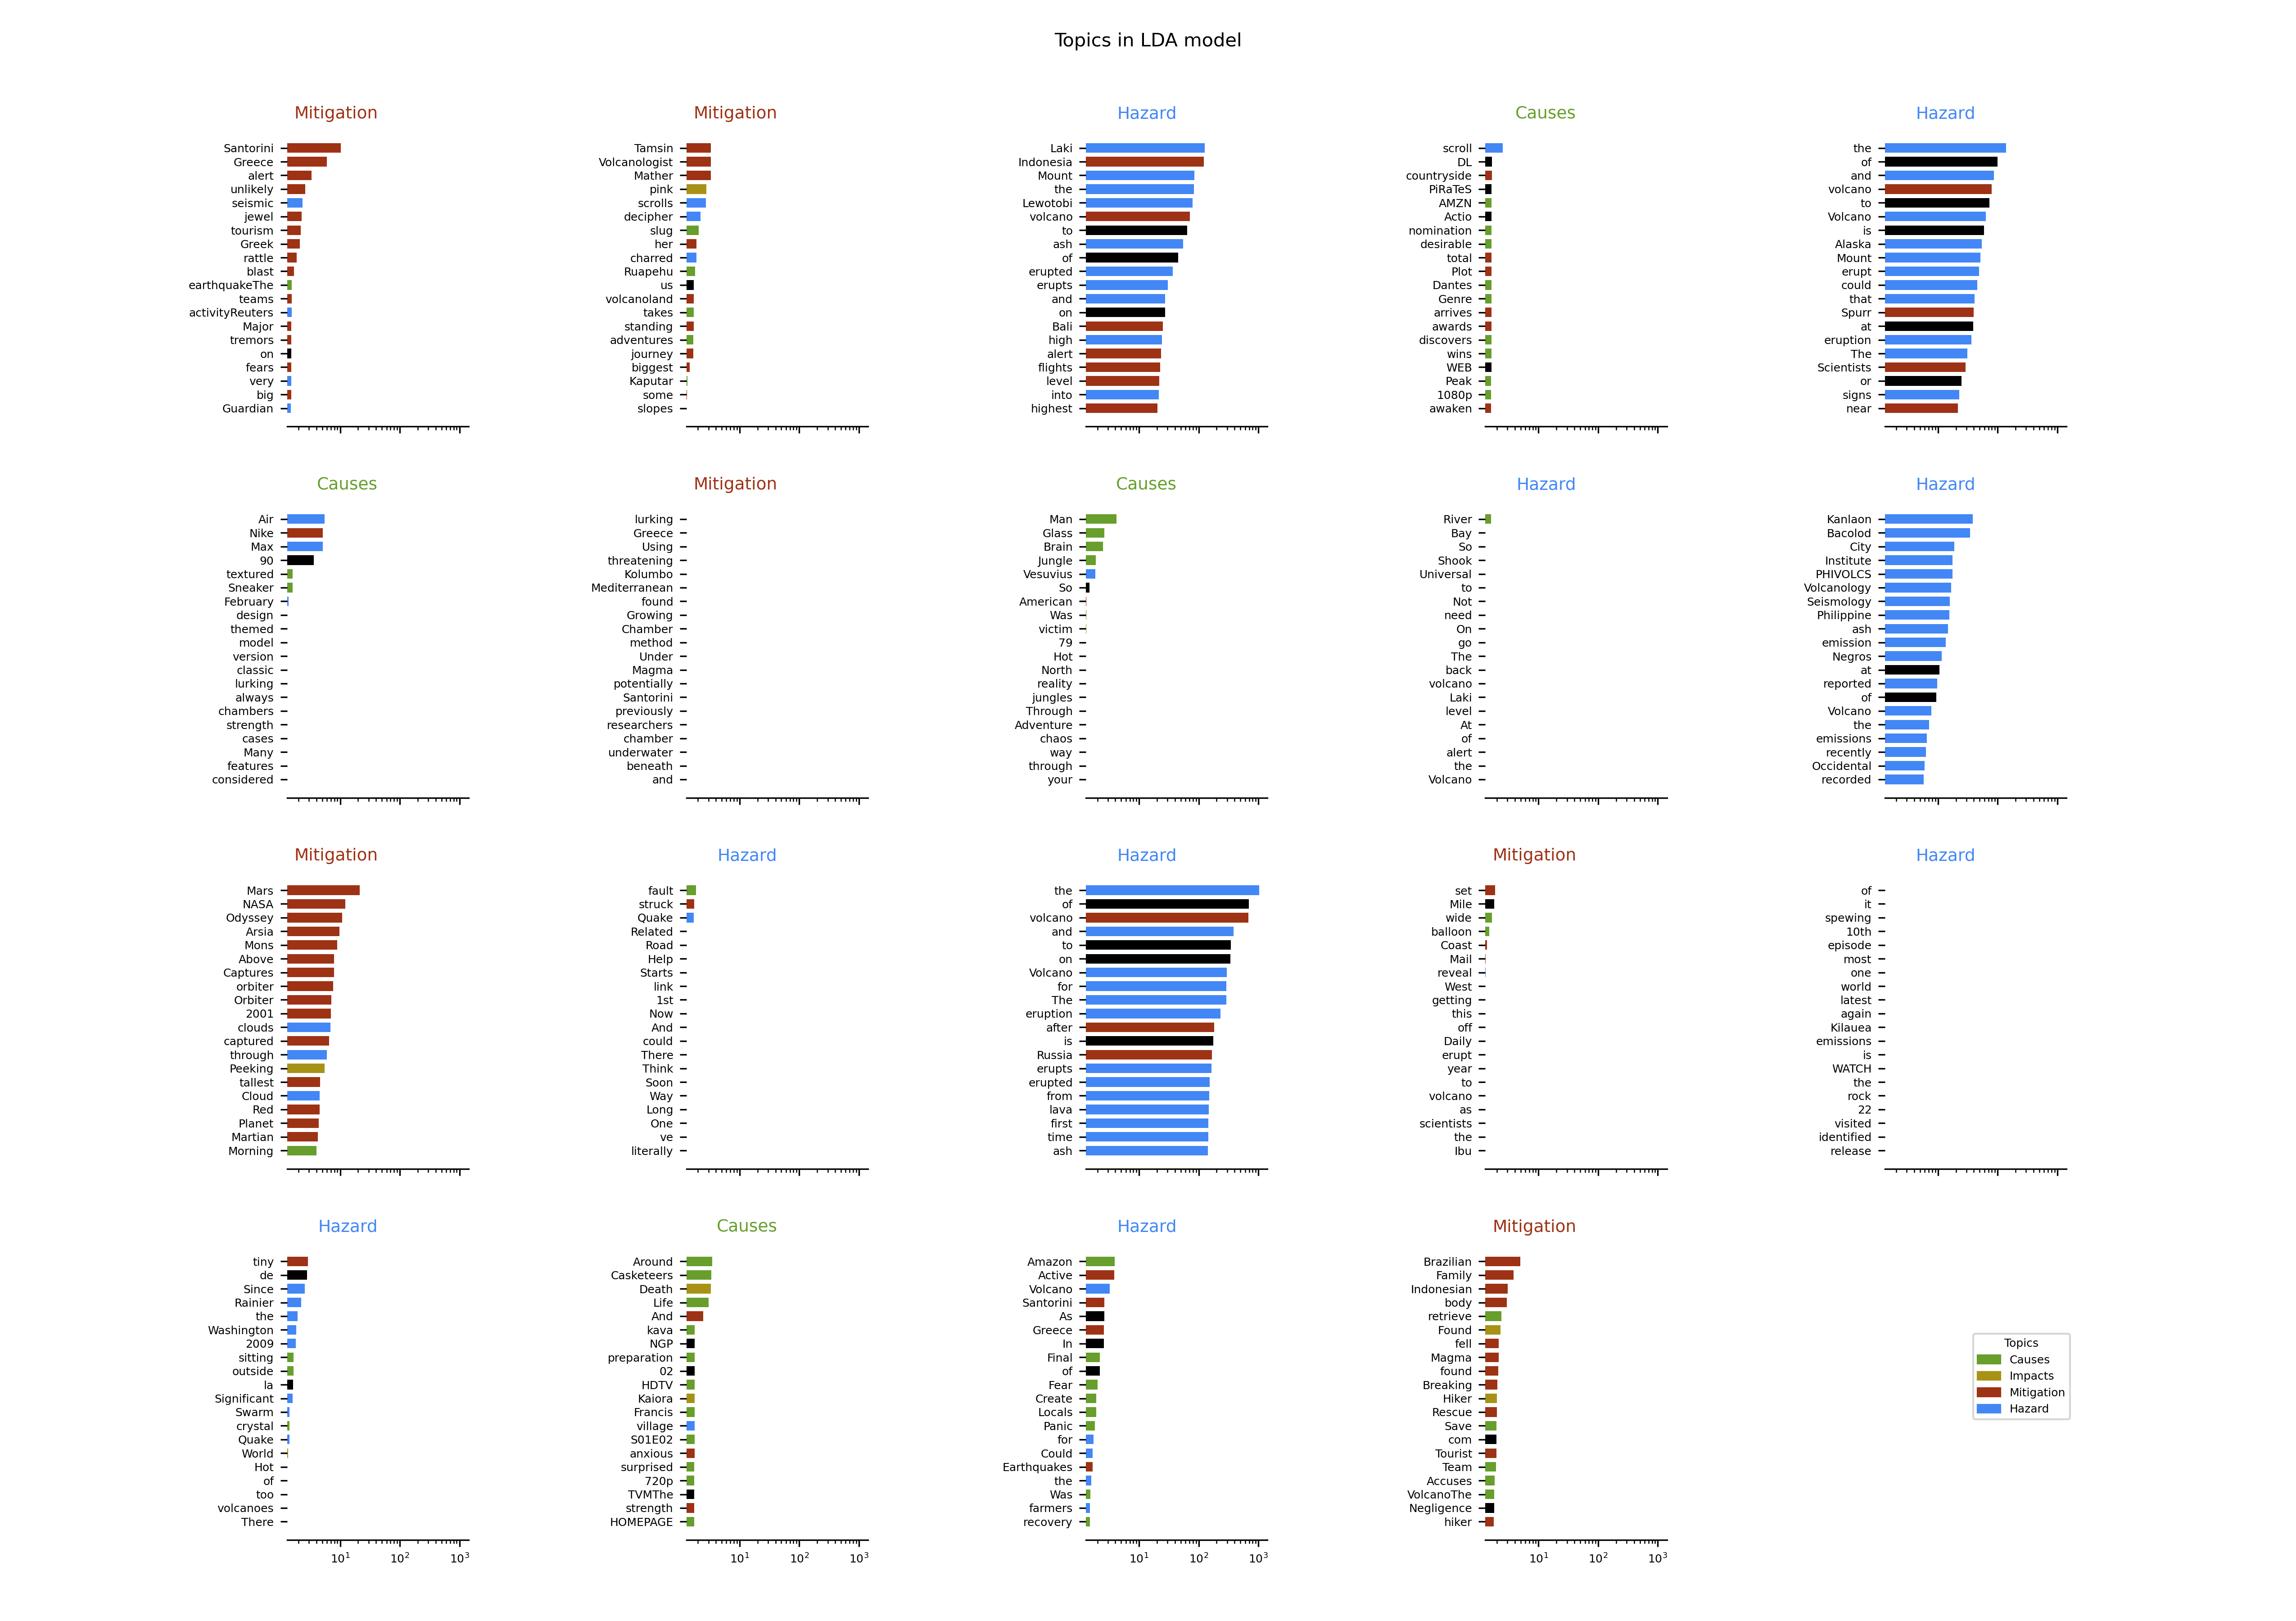 Topics in LDA model
Mitigation
Santorini
Greece
alert
unlikely
seismic
jewel
tourism
Greek
rattle
blast
earthquakeThe
teams
activityReuters
Major
tremors
on
fears
very
big
Guardian
Mitigation
Tamsin
Volcanologist
Mather
pink
scrolls
decipher
slug
her
charred
Ruapehu
us
volcanoland
takes
standing
adventures
journey
biggest
Kaputar
some
slopes
Hazard
Laki
Indonesia
Mount
the
Lewotobi
volcano
to
ash
of
erupted
erupts
and
on
Bali
high
alert
flights
level
into
highest
Causes
scroll
DL
countryside
PiRaTeS
AMZN
Actio
nomination
desirable
total
Plot
Dantes
Genre
arrives
awards
discovers
wins
WEB
Peak
1080p
awaken
Hazard
the
of
and
volcano
to
Volcano
is
Alaska
Mount
erupt
could
that
Spurr
at
eruption
The
Scientists
or
signs
near
Causes
Air
Nike
Max
90
textured
Sneaker
February
design
themed
model
version
classic
lurking
always
chambers
strength
cases
Many
features
considered
Mitigation
lurking
Greece
Using
threatening
Kolumbo
Mediterranean
found
Growing
Chamber
method
Under
Magma
potentially
Santorini
previously
researchers
chamber
underwater
beneath
and
Causes
Man
Glass
Brain
Jungle
Vesuvius
So
American
Was
victim
79
Hot
North
reality
jungles
Through
Adventure
chaos
way
through
your
Hazard
River
Bay
So
Shook
Universal
to
Not
need
On
go
The
back
volcano
Laki
level
At
of
alert
the
Volcano
Hazard
Kanlaon
Bacolod
City
Institute
PHIVOLCS
Volcanology
Seismology
Philippine
ash
emission
Negros
at
reported
of
Volcano
the
emissions
recently
Occidental
recorded
Mitigation
Mars
NASA
Odyssey
Arsia
Mons
Above
Captures
orbiter
Orbiter
2001
clouds
captured
through
Peeking
tallest
Cloud
Red
Planet
Martian
Morning
Hazard
fault
struck
Quake
Related
Road
Help
Starts
link
1st
Now
And
could
There
Think
Soon
Way
Long
One
ve
literally
Hazard
the
of
volcano
and
to
on
Volcano
for
The
eruption
after
is
Russia
erupts
erupted
from
lava
first
time
ash
Mitigation
set
Mile
wide
balloon
Coast
Mail
reveal
West
getting
this
off
Daily
erupt
year
to
volcano
as
scientists
the
Ibu
Hazard
of
it
spewing
10th
episode
most
one
world
latest
again
Kilauea
emissions
is
WATCH
the
rock
22
visited
identified
release
Hazard
tiny
de
Since
Rainier
the
Washington
2009
sitting
outside
la
Significant
Swarm
crystal
Quake
World
Hot
of
too
volcanoes
There
10¹ 10² 10³
Causes
Around
Casketeers
Death
Life
And
kava
NGP
preparation
02
HDTV
Kaiora
Francis
village
S01E02
anxious
surprised
720p
TVMThe
strength
HOMEPAGE
10¹ 10² 10³
Hazard
Amazon
Active
Volcano
Santorini
As
Greece
In
Final
of
Fear
Create
Locals
Panic
for
Could
Earthquakes
the
Was
farmers
recovery
10¹ 10² 10³
Mitigation
Brazilian
Family
Indonesian
body
retrieve
Found
fell
Magma
found
Breaking
Hiker
Rescue
Save
com
Tourist
Team
Accuses
VolcanoThe
Negligence
hiker
10¹ 10² 10³
Topics
Causes
Impacts
Mitigation
Hazard